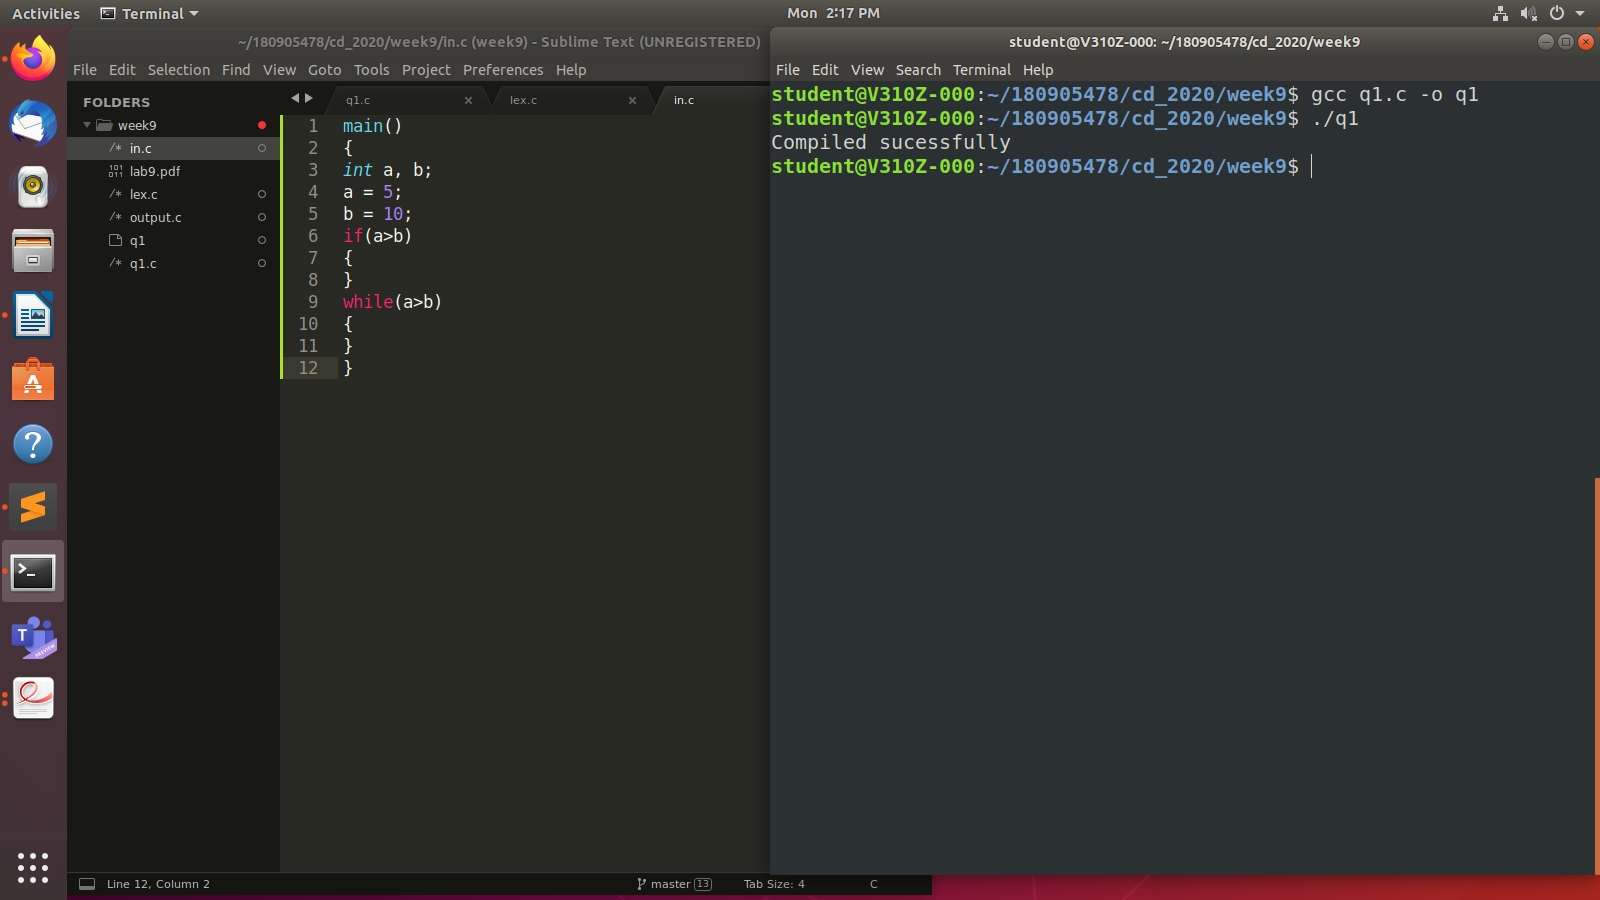 Activities Terminal Mon 2:17 PM
~/180905478/cd_2020/week9/in.c (week9) - Sublime Text (UNREGISTERED)
File Edit Selection Find View Goto Tools Project Preferences Help
FOLDERS
week9
in.c
lab9.pdf
lex.c
output.c
q1
q1.c
q1.c lex.c in.c
1 main()
2 {
3 int a, b;
4 a = 5;
5 b = 10;
6 if(a>b)
7 {
8 }
9 while(a>b)
10 {
11 }
12 }
Line 12, Column 2 master 13 Tab Size: 4 C
student@V310Z-000: ~/180905478/cd_2020/week9
File Edit View Search Terminal Help
student@V310Z-000:~/180905478/cd_2020/week9$ gcc q1.c -o q1
student@V310Z-000:~/180905478/cd_2020/week9$ ./q1
Compiled sucessfully
student@V310Z-000:~/180905478/cd_2020/week9$